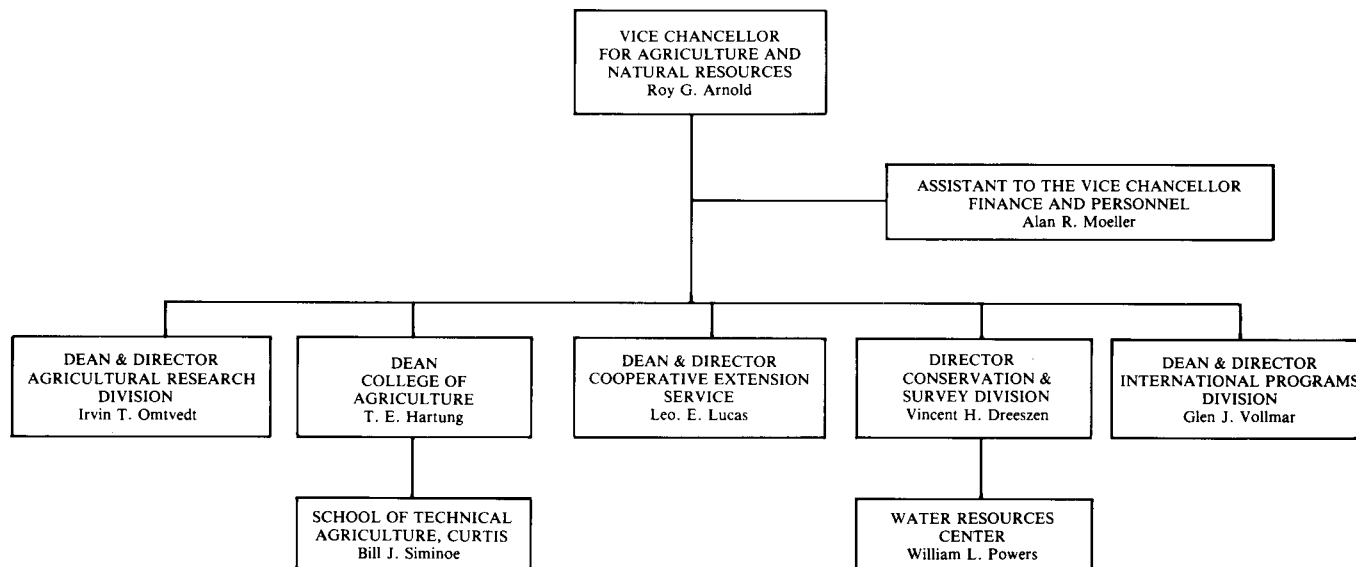 VICE CHANCELLOR
FOR AGRICULTURE AND
NATURAL RESOURCES
Roy G. Arnold
ASSISTANT TO THE VICE CHANCELLOR
FINANCE AND PERSONNEL
Alan R. Moeller
DEAN & DIRECTOR
AGRICULTURAL RESEARCH
DIVISION
Irvin T. Omtvedt
DEAN
COLLEGE OF
AGRICULTURE
T. E. Hartung
DEAN & DIRECTOR
COOPERATIVE EXTENSION
SERVICE
Leo. E. Lucas
DIRECTOR
CONSERVATION &
SURVEY DIVISION
Vincent H. Dreeszen
DEAN & DIRECTOR
INTERNATIONAL PROGRAMS
DIVISION
Glen J. Vollmar
SCHOOL OF TECHNICAL
AGRICULTURE, CURTIS
Bill J. Siminoe
WATER RESOURCES
CENTER
William L. Powers